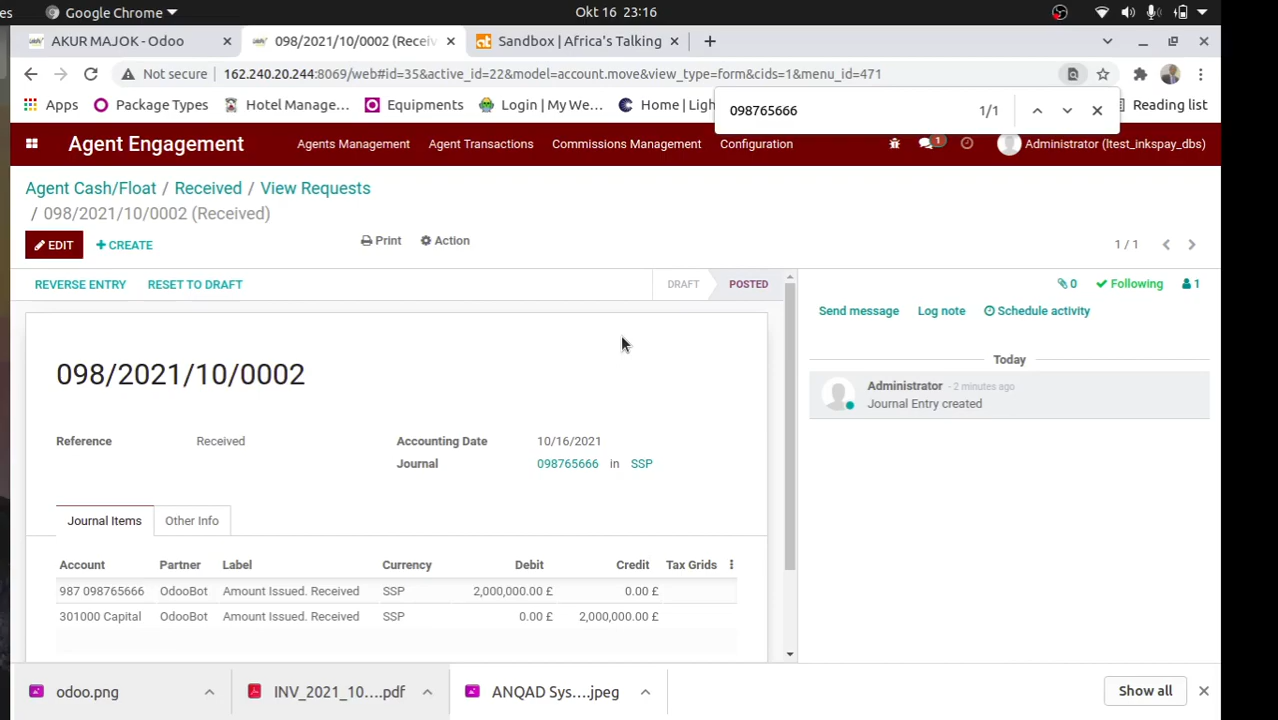 es Google Chrome Okt 16 23:16
AKUR MAJOK - Odoo 098/2021/10/0002 (Receiv Sandbox | Africa's Talking
Not secure 162.240.20.244:8069/web#id=35&active_id=22&model=account.move&view_type=form&cids=1&menu_id=471
Apps Package Types Hotel Manage... Equipments Login | My We... Home | Ligh Reading list
098765666 1/1
Agent Engagement Agents Management Agent Transactions Commissions Management Configuration 1 Administrator (ltest_inkspay_dbs)
Agent Cash/Float / Received / View Requests
/ 098/2021/10/0002 (Received)
EDIT + CREATE Print Action 1 / 1
REVERSE ENTRY RESET TO DRAFT DRAFT POSTED 0 Following 1
Send message Log note Schedule activity
Today
098/2021/10/0002
Administrator - 2 minutes ago
Journal Entry created
Reference Received Accounting Date 10/16/2021
Journal 098765666 in SSP
Journal Items Other Info
Account Partner Label Currency Debit Credit Tax Grids
987 098765666 OdooBot Amount Issued. Received SSP 2,000,000.00 £ 0.00 £
301000 Capital OdooBot Amount Issued. Received SSP 0.00 £ 2,000,000.00 £
odoo.png INV_2021_10....pdf ANQAD Sys....jpeg Show all